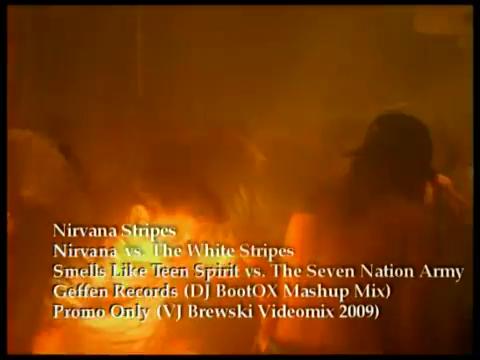 Nirvana Stripes
Nirvana vs. The White Stripes
Smells Like Teen Spirit vs. The Seven Nation Army
Geffen Records (DJ BootOX Mashup Mix)
Promo Only (VJ Brewski Videomix 2009)